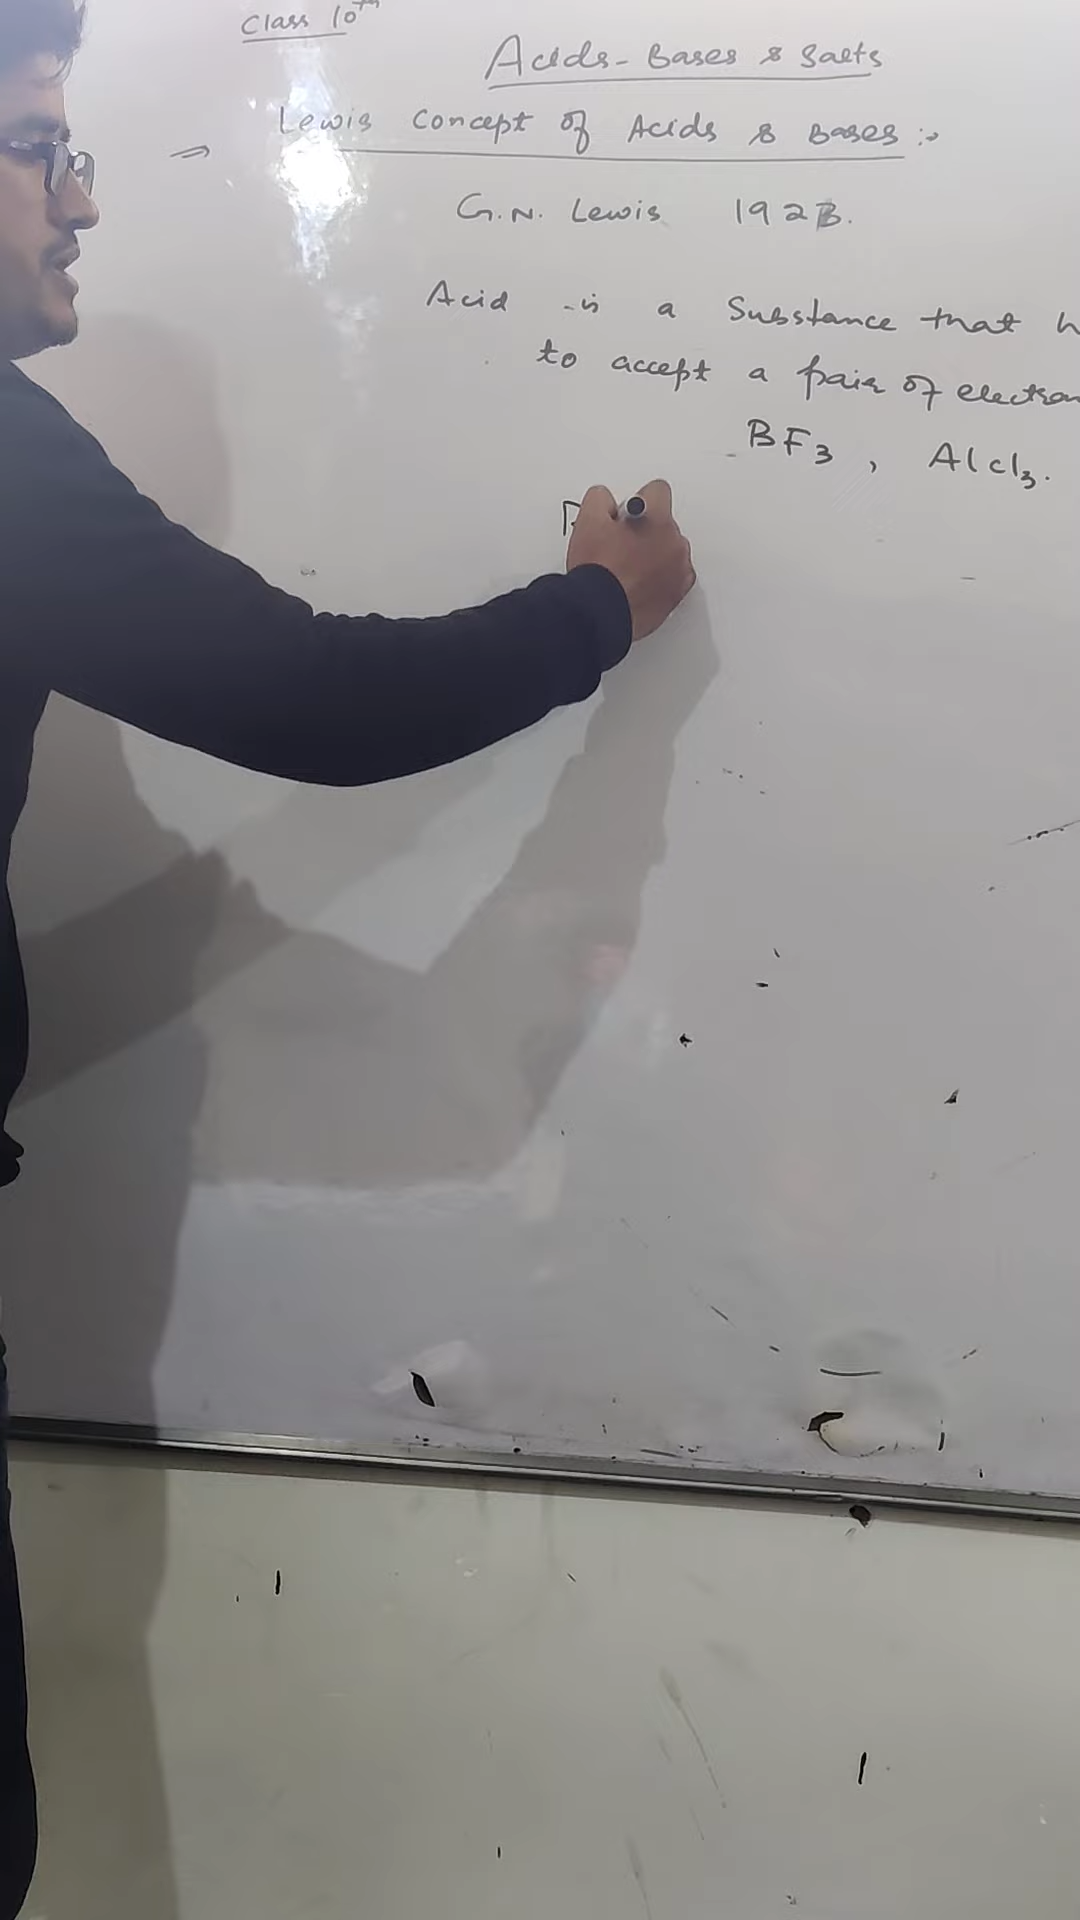 Class 10th
Acids - Bases & Salts
⇒ Lewis Concept of Acids & Bases :-
G.N. Lewis 1923.
Acid is a Substance that
to accept a pair of electron
BF3 , AlCl3.